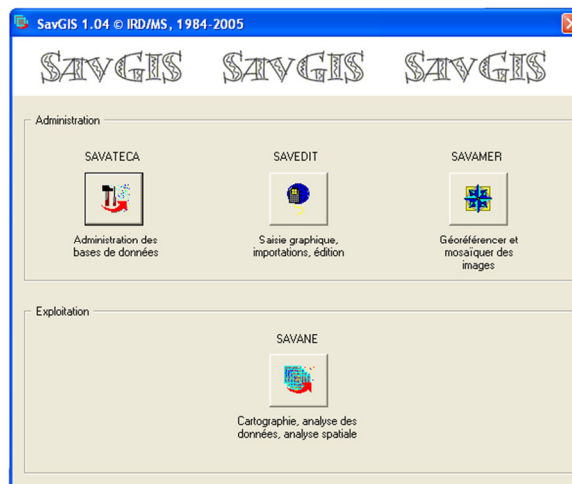 SavGIS 1.04 © IRD/MS, 1984-2005
SAVGIS SAVGIS SAVGIS
Administration
SAVATECA SAVEDIT SAVAMER
Administration des
bases de données
Saisie graphique,
importations, édition
Géoréférencer et
mosaïquer des
images
Exploitation
SAVANE
Cartographie, analyse des
données, analyse spatiale